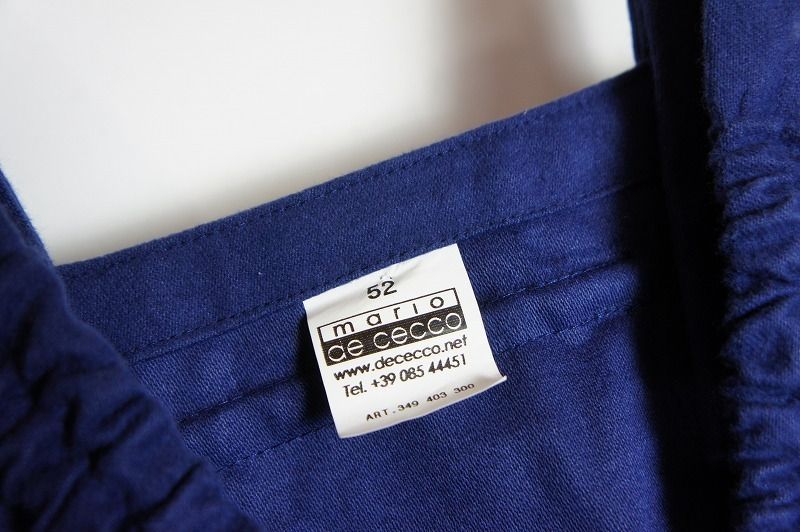 52
mario
de cecco
www.dececco.net
Tel. +39 085 44451
ART. 349 403 300